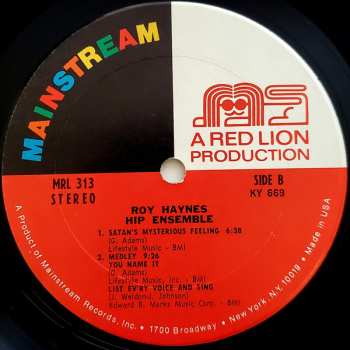 MAINSTREAM
A RED LION
PRODUCTION
MRL 313
STEREO
SIDE B
KY 669
ROY HAYNES
HIP ENSEMBLE
1. SATAN'S MYSTERIOUS FEELING 6:38
(G. Adams)
Lifestyle Music - BMI
2. MEDLEY 9:26
YOU NAME IT
(G. Adams)
Lifestyle Music, Inc. - BMI
LIFT EV'RY VOICE AND SING
(J. Weldon/J. Johnson)
Edward B. Marks Music Corp. - BMI
A Product of Mainstream Records, Inc. • 1700 Broadway • New York, N.Y. 10019 • Made in USA